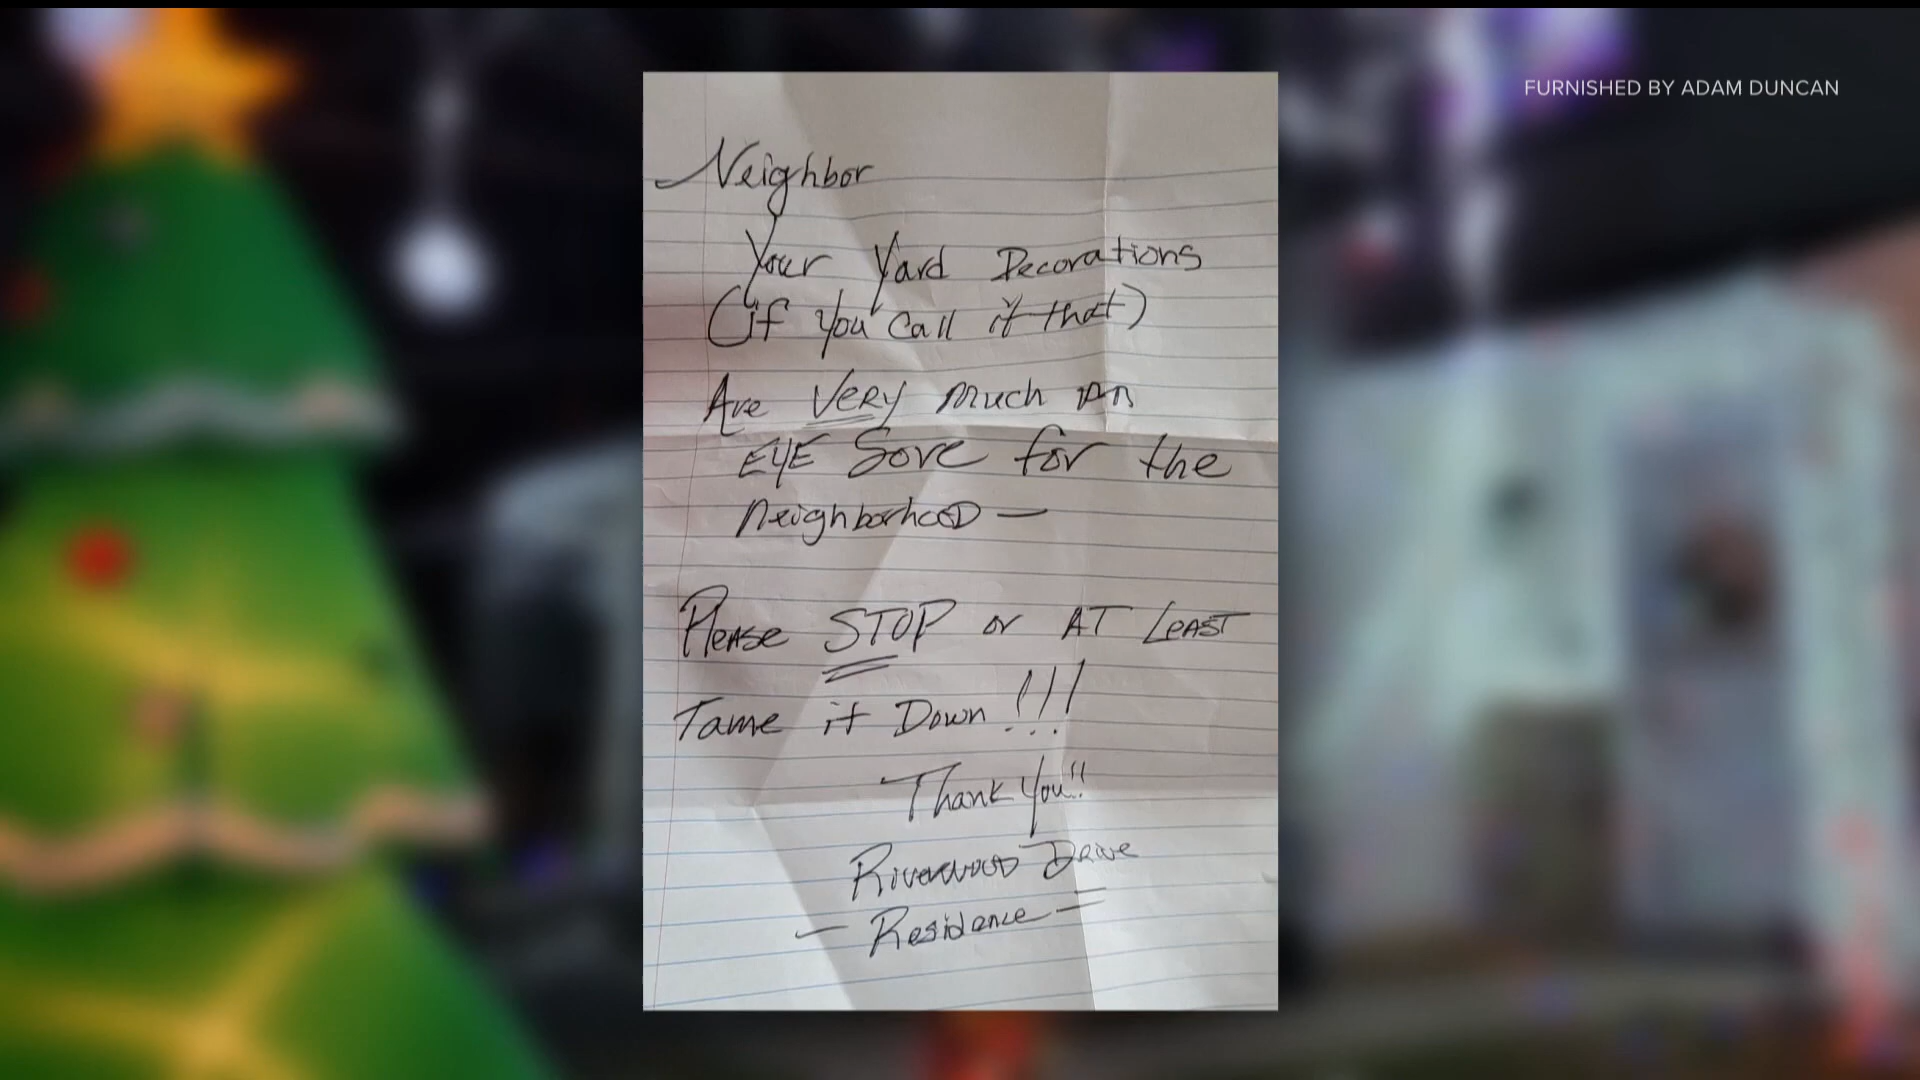 FURNISHED BY ADAM DUNCAN
Neighbor
Your Yard Decorations
(if you call it that)
Are VERY much An
EYE Sore for the
Neighborhood —
Please STOP or AT LEAST
Tame it Down!!!
Thank You!!
Riverwood Drive
— Residence —